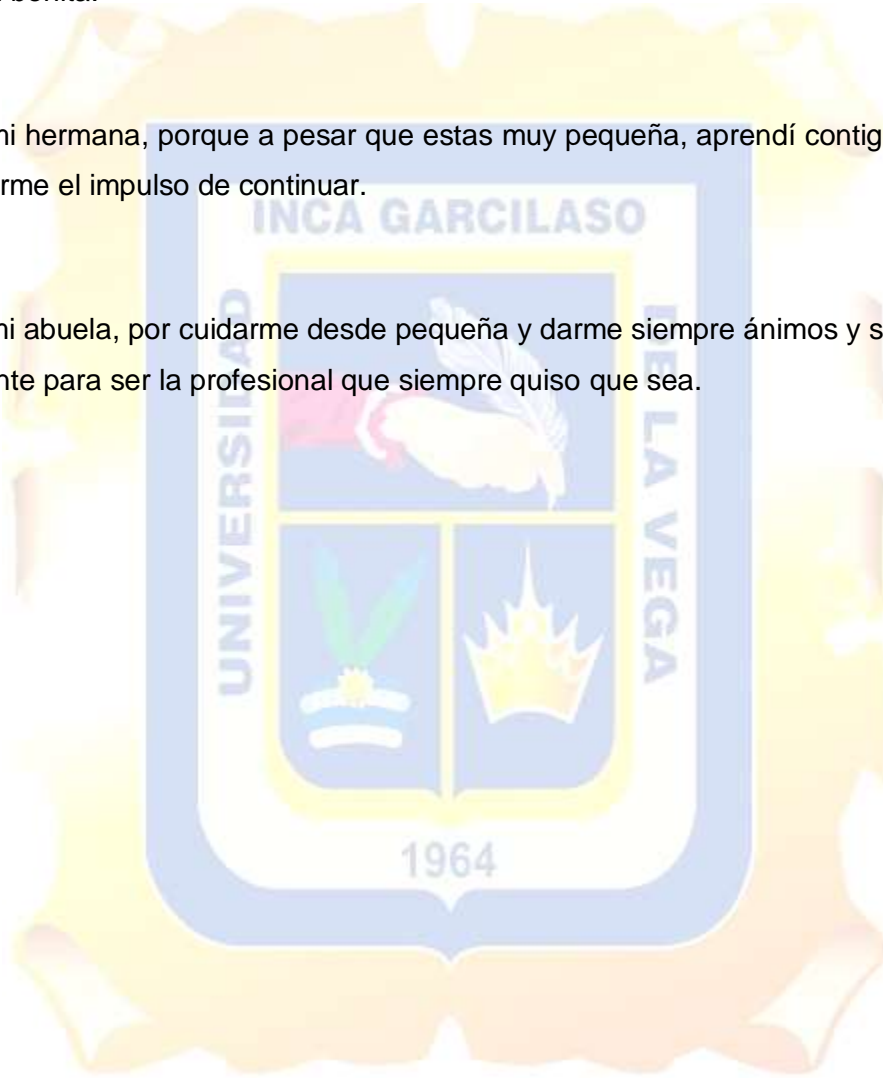 bonita.
mi hermana, porque a pesar que estas muy pequeña, aprendí
rme el impulso de continuar.
INCA GARCILASO
UNIVERSIDAD
DE LA VEGA
mi abuela, por cuidarme desde pequeña y darme siempre ánimos y
nte para ser la profesional que siempre quiso que sea.
1964